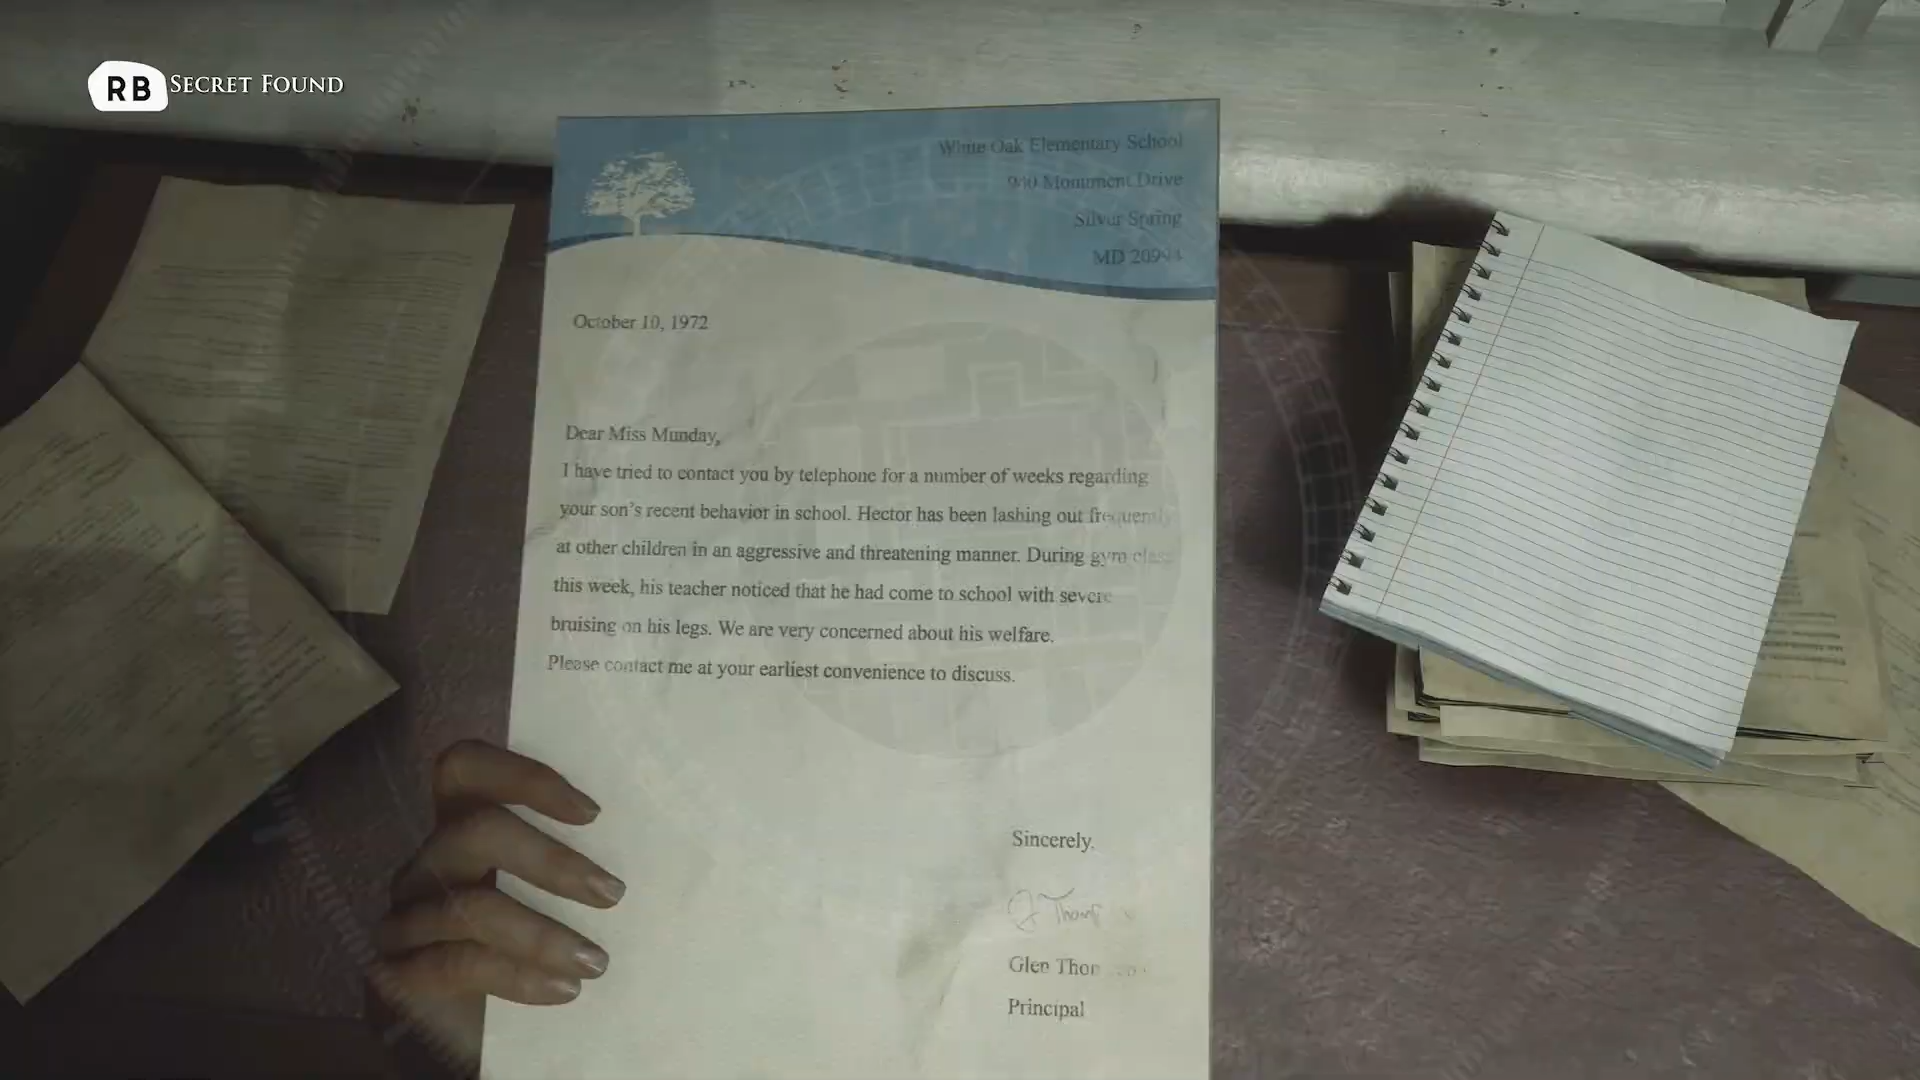 RB SECRET FOUND
White Oak Elementary School
Monument Drive
Silver Spring
MD
October 10, 1972
Dear Miss Munday,
I have tried to contact you by telephone for a number of weeks regarding
your son's recent behavior in school. Hector has been lashing out frequently
at other children in an aggressive and threatening manner. During gym class
this week, his teacher noticed that he had come to school with severe
bruising on his legs. We are very concerned about his welfare.
Please contact me at your earliest convenience to discuss.
Sincerely,
Glen
Principal